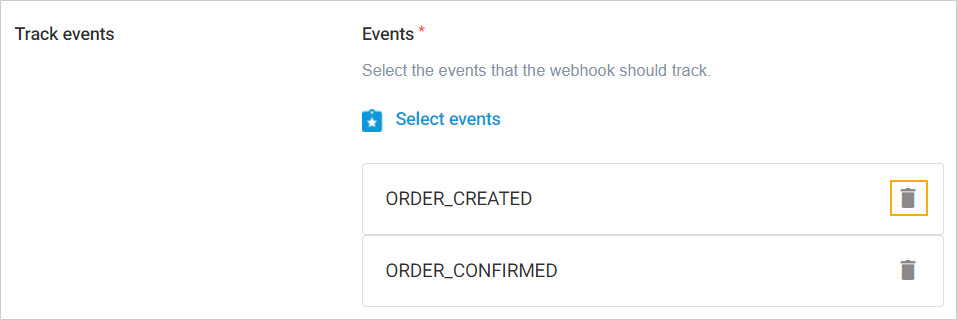 Track events
Events *
Select the events that the webhook should track.
Select events
ORDER_CREATED
ORDER_CONFIRMED